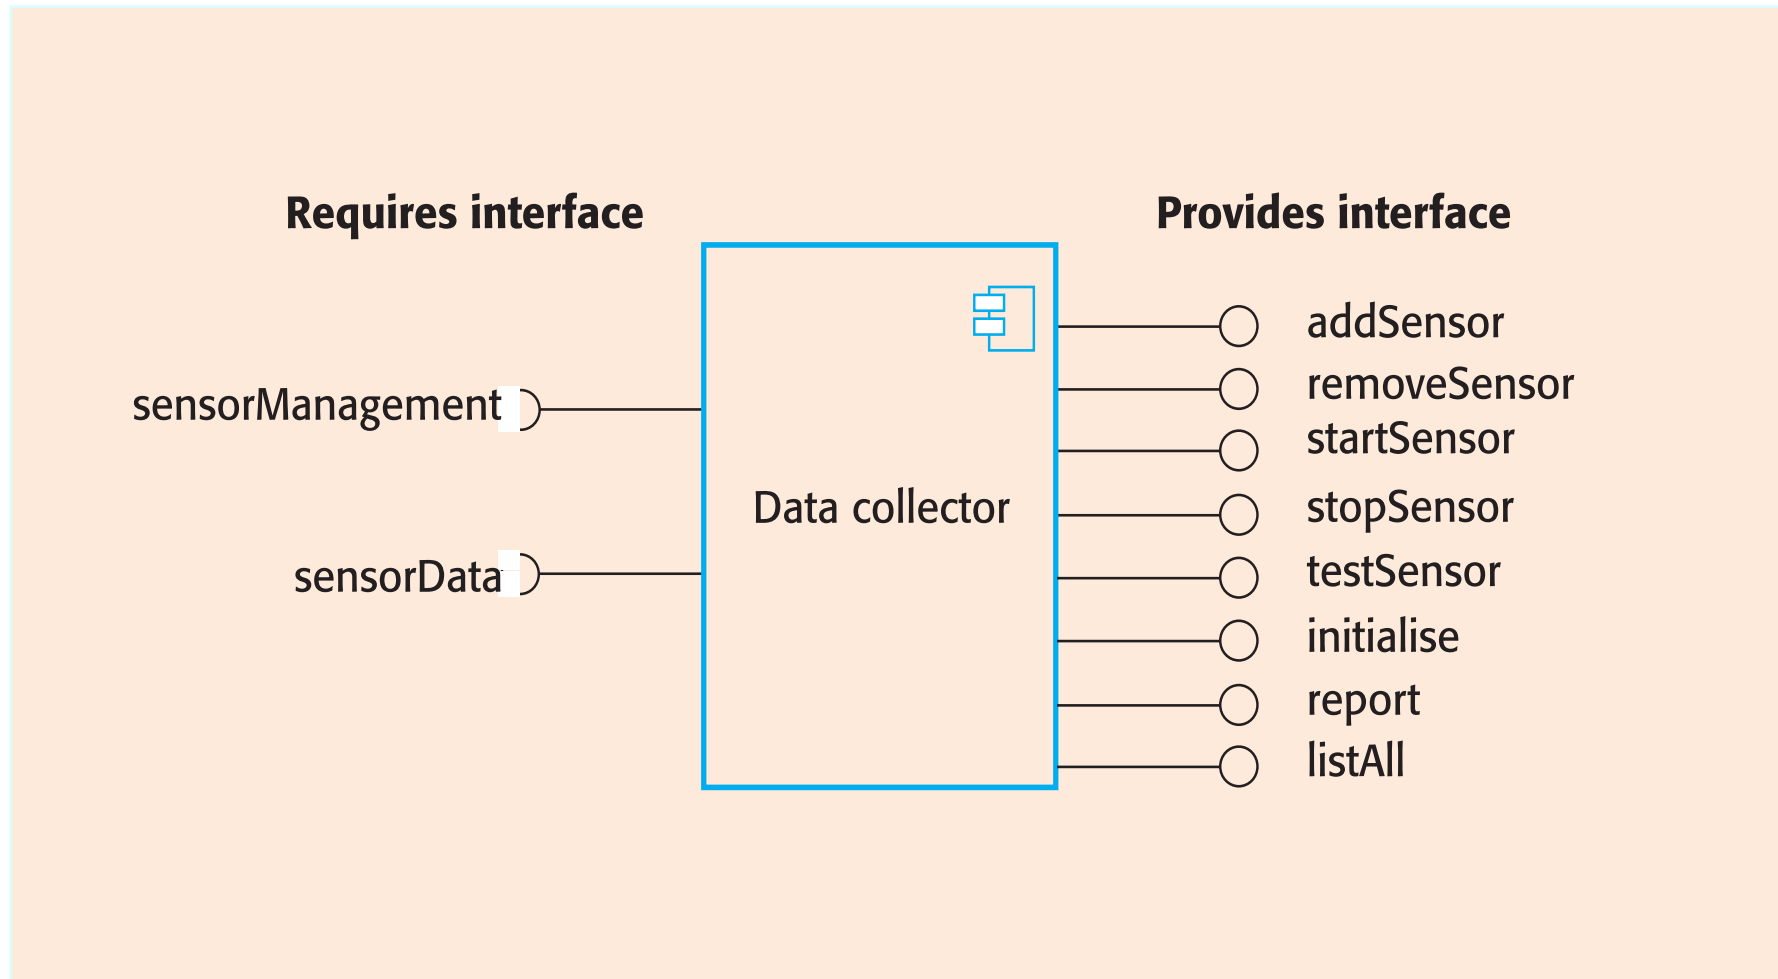 Requires interface
Provides interface
sensorManagement
sensorData
Data collector
addSensor
removeSensor
startSensor
stopSensor
testSensor
initialise
report
listAll